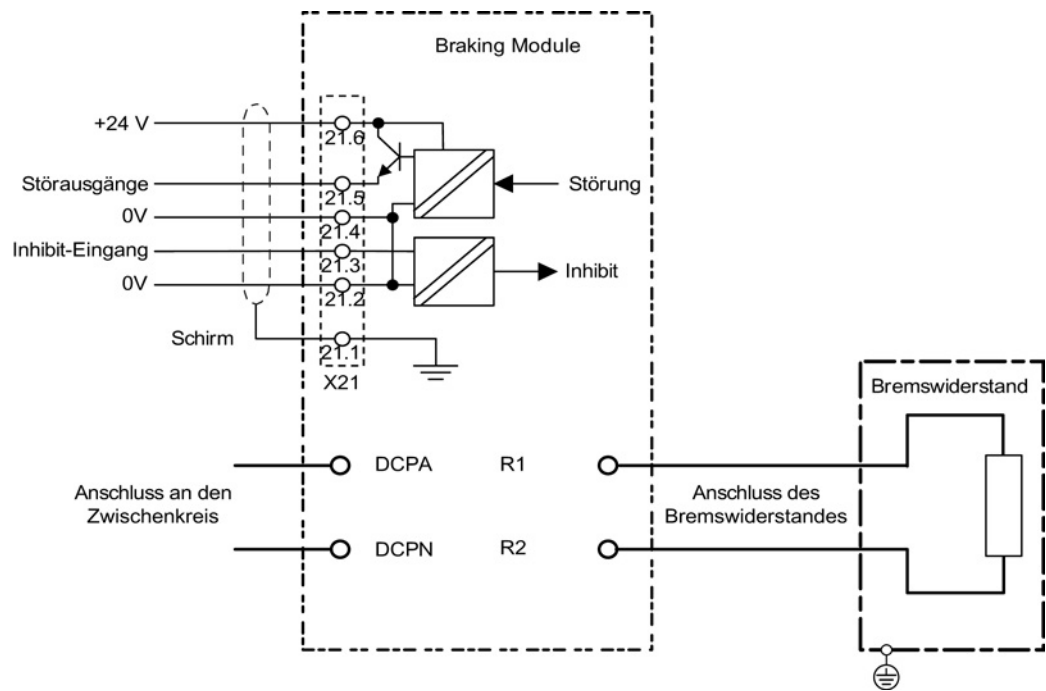 Braking Module
+24 V
21.6
Störausgänge
21.5
Störung
0V
21.4
Inhibit-Eingang
21.3
Inhibit
0V
21.2
Schirm
21.1
X21
Bremswiderstand
DCPA
R1
Anschluss an den
Zwischenkreis
Anschluss des
Bremswiderstandes
DCPN
R2